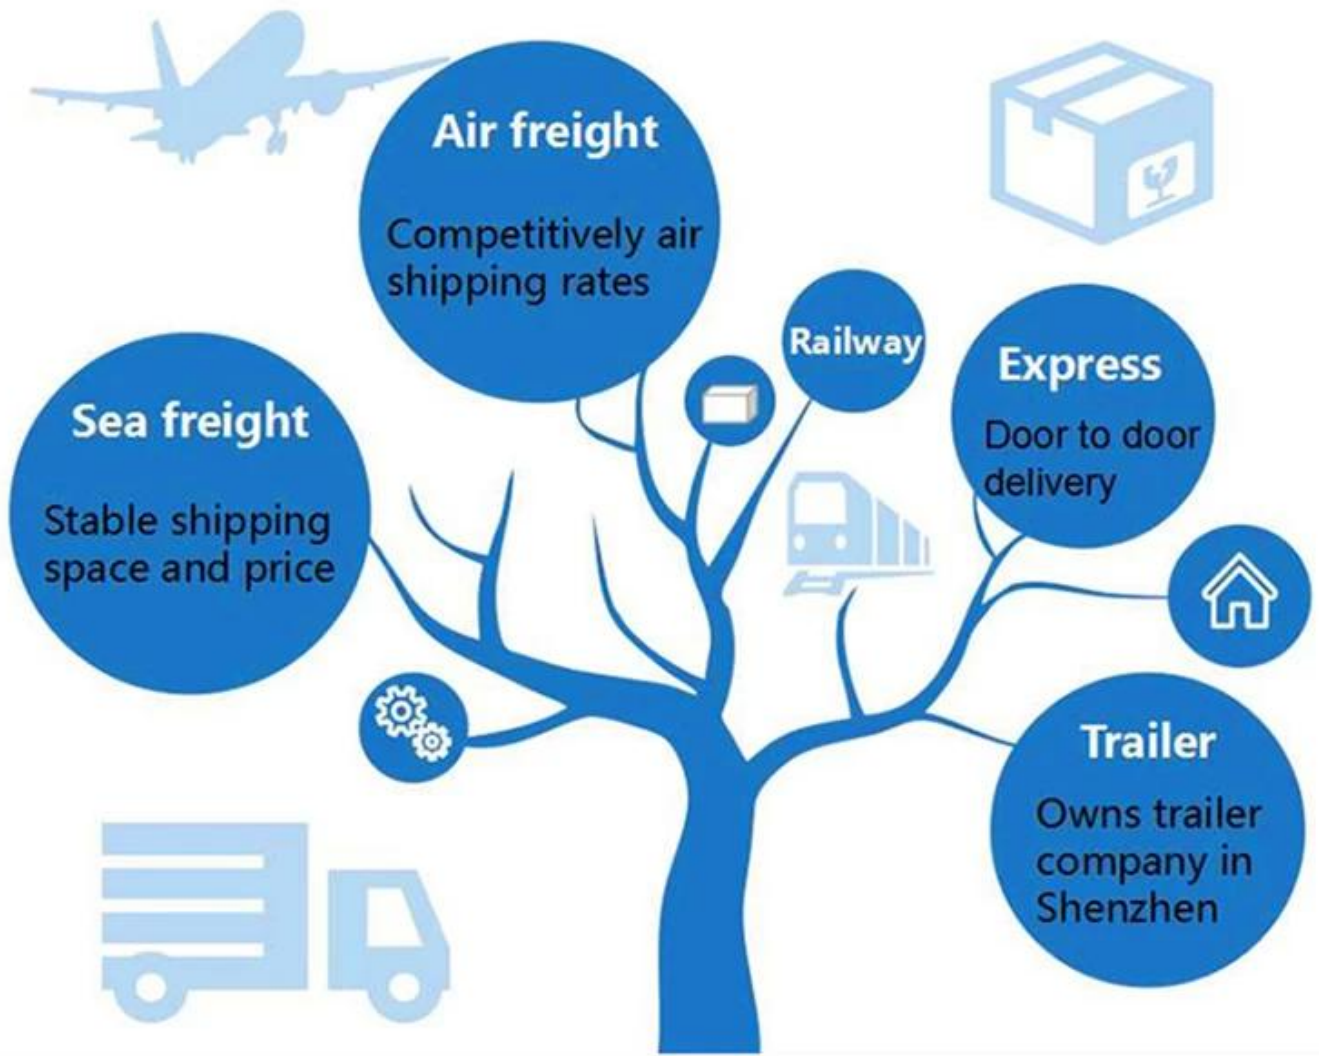 Air freight
Competitively air
shipping rates
Railway
Express
Door to door
delivery
Sea freight
Stable shipping
space and price
Trailer
Owns trailer
company in
Shenzhen